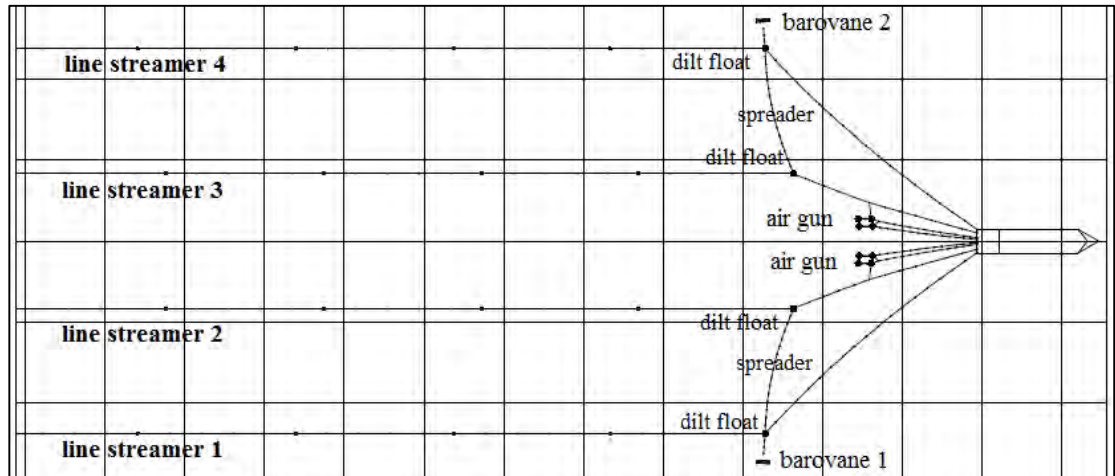 barovane 2
line streamer 4
dilt float
spreader
dilt float
line streamer 3
air gun
air gun
line streamer 2
dilt float
spreader
dilt float
line streamer 1
barovane 1